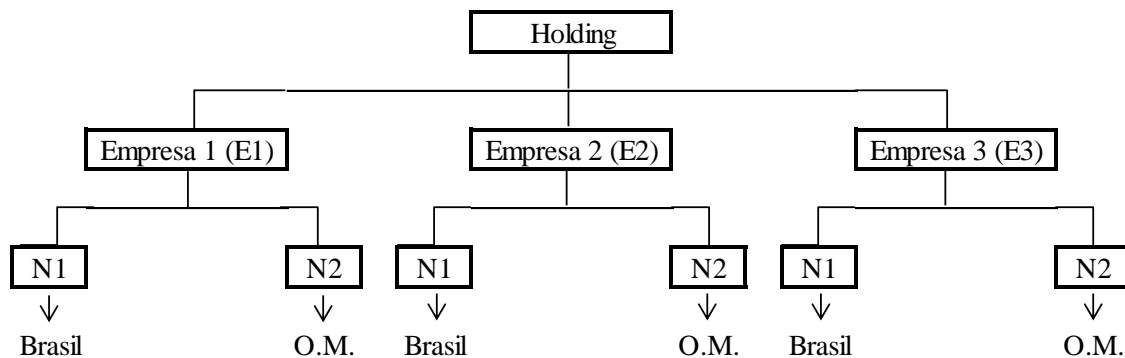 Holding
Empresa 1 (E1) Empresa 2 (E2) Empresa 3 (E3)
N1 N2 N1 N2 N1 N2
Brasil O.M. Brasil O.M. Brasil O.M.